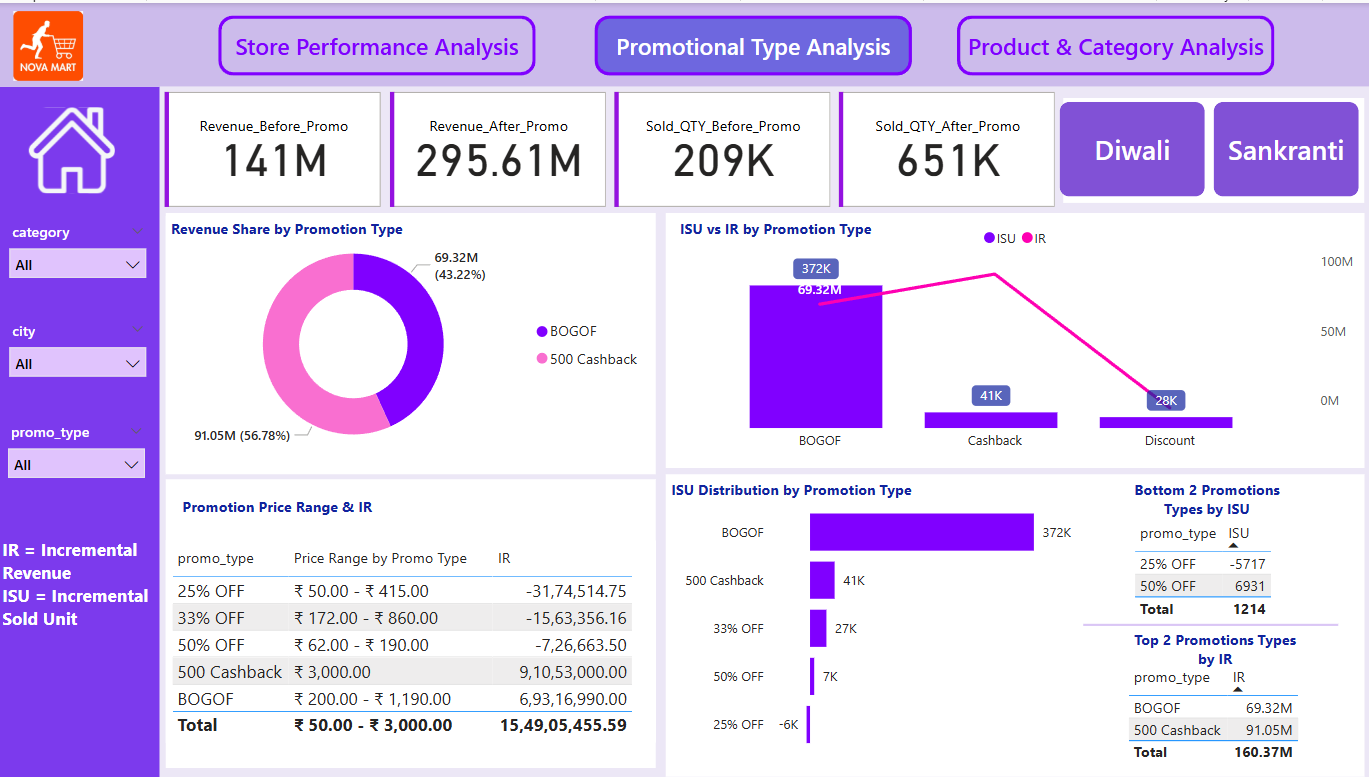 NOVA MART
Store Performance Analysis
Promotional Type Analysis
Product & Category Analysis
category
All
city
All
promo_type
All
IR = Incremental
Revenue
ISU = Incremental
Sold Unit
Revenue_Before_Promo
141M
Revenue_After_Promo
295.61M
Sold_QTY_Before_Promo
209K
Sold_QTY_After_Promo
651K
Diwali
Sankranti
Revenue Share by Promotion Type
69.32M
(43.22%)
91.05M (56.78%)
BOGOF
500 Cashback
ISU vs IR by Promotion Type
ISU IR
372K
69.32M
41K
28K
100M
50M
0M
BOGOF Cashback Discount
Promotion Price Range & IR
promo_type Price Range by Promo Type IR
25% OFF ₹ 50.00 - ₹ 415.00 -31,74,514.75
33% OFF ₹ 172.00 - ₹ 860.00 -15,63,356.16
50% OFF ₹ 62.00 - ₹ 190.00 -7,26,663.50
500 Cashback ₹ 3,000.00 9,10,53,000.00
BOGOF ₹ 200.00 - ₹ 1,190.00 6,93,16,990.00
Total ₹ 50.00 - ₹ 3,000.00 15,49,05,455.59
ISU Distribution by Promotion Type
BOGOF 372K
500 Cashback 41K
33% OFF 27K
50% OFF 7K
25% OFF -6K
Bottom 2 Promotions
Types by ISU
promo_type ISU
25% OFF -5717
50% OFF 6931
Total 1214
Top 2 Promotions Types
by IR
promo_type IR
BOGOF 69.32M
500 Cashback 91.05M
Total 160.37M